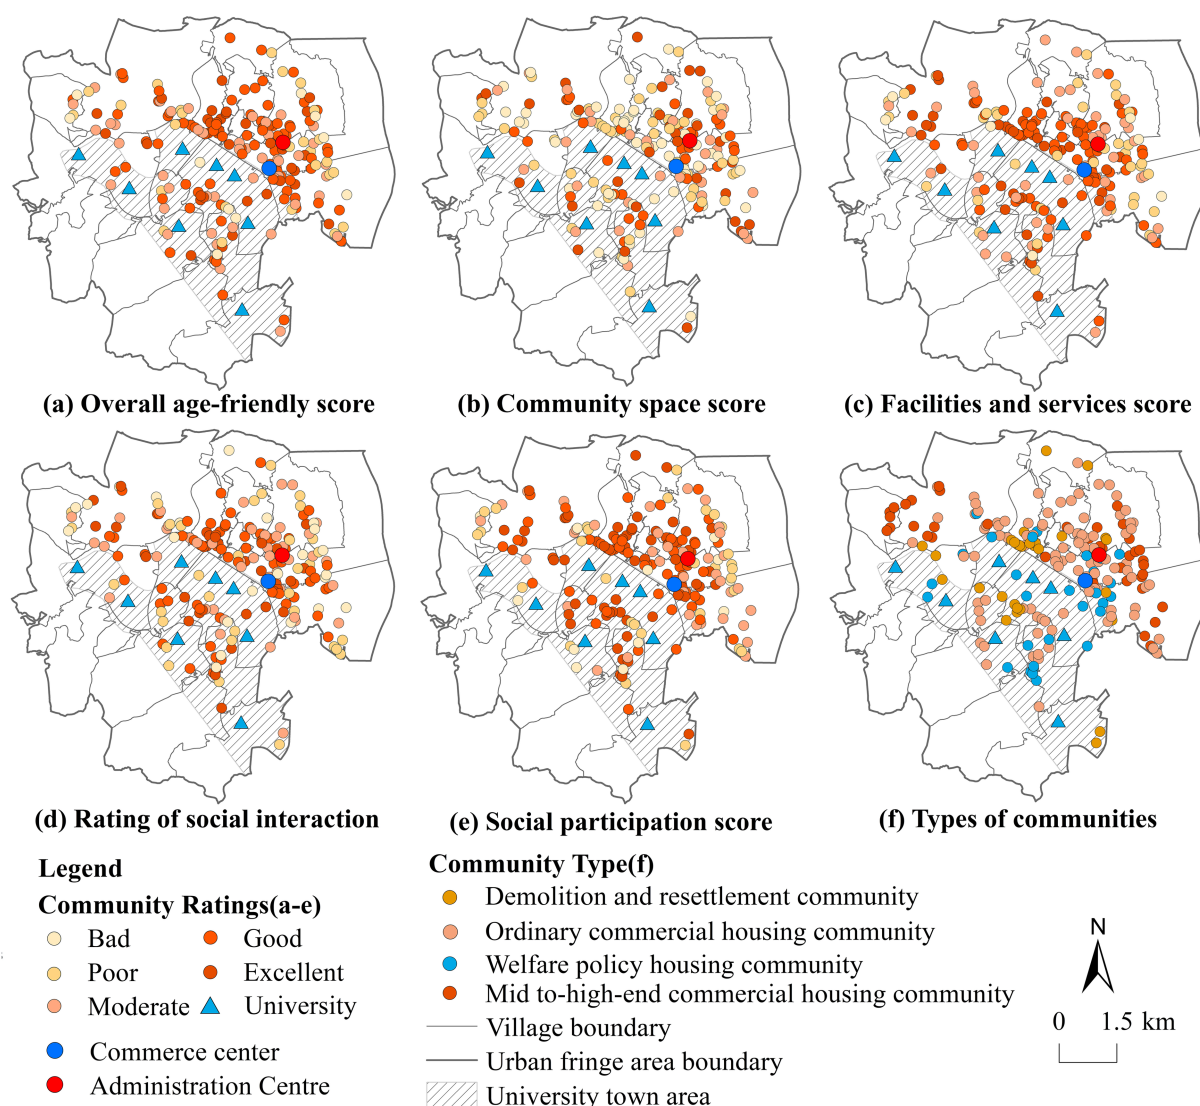 (a) Overall age-friendly score
(b) Community space score
(c) Facilities and services score
(d) Rating of social interaction
(e) Social participation score
(f) Types of communities
Legend
Community Ratings(a-e)
Bad
Good
Poor
Excellent
Moderate
University
Commerce center
Administration Centre
Community Type(f)
Demolition and resettlement community
Ordinary commercial housing community
Welfare policy housing community
Mid to-high-end commercial housing community
Village boundary
Urban fringe area boundary
University town area
N
0 1.5 km